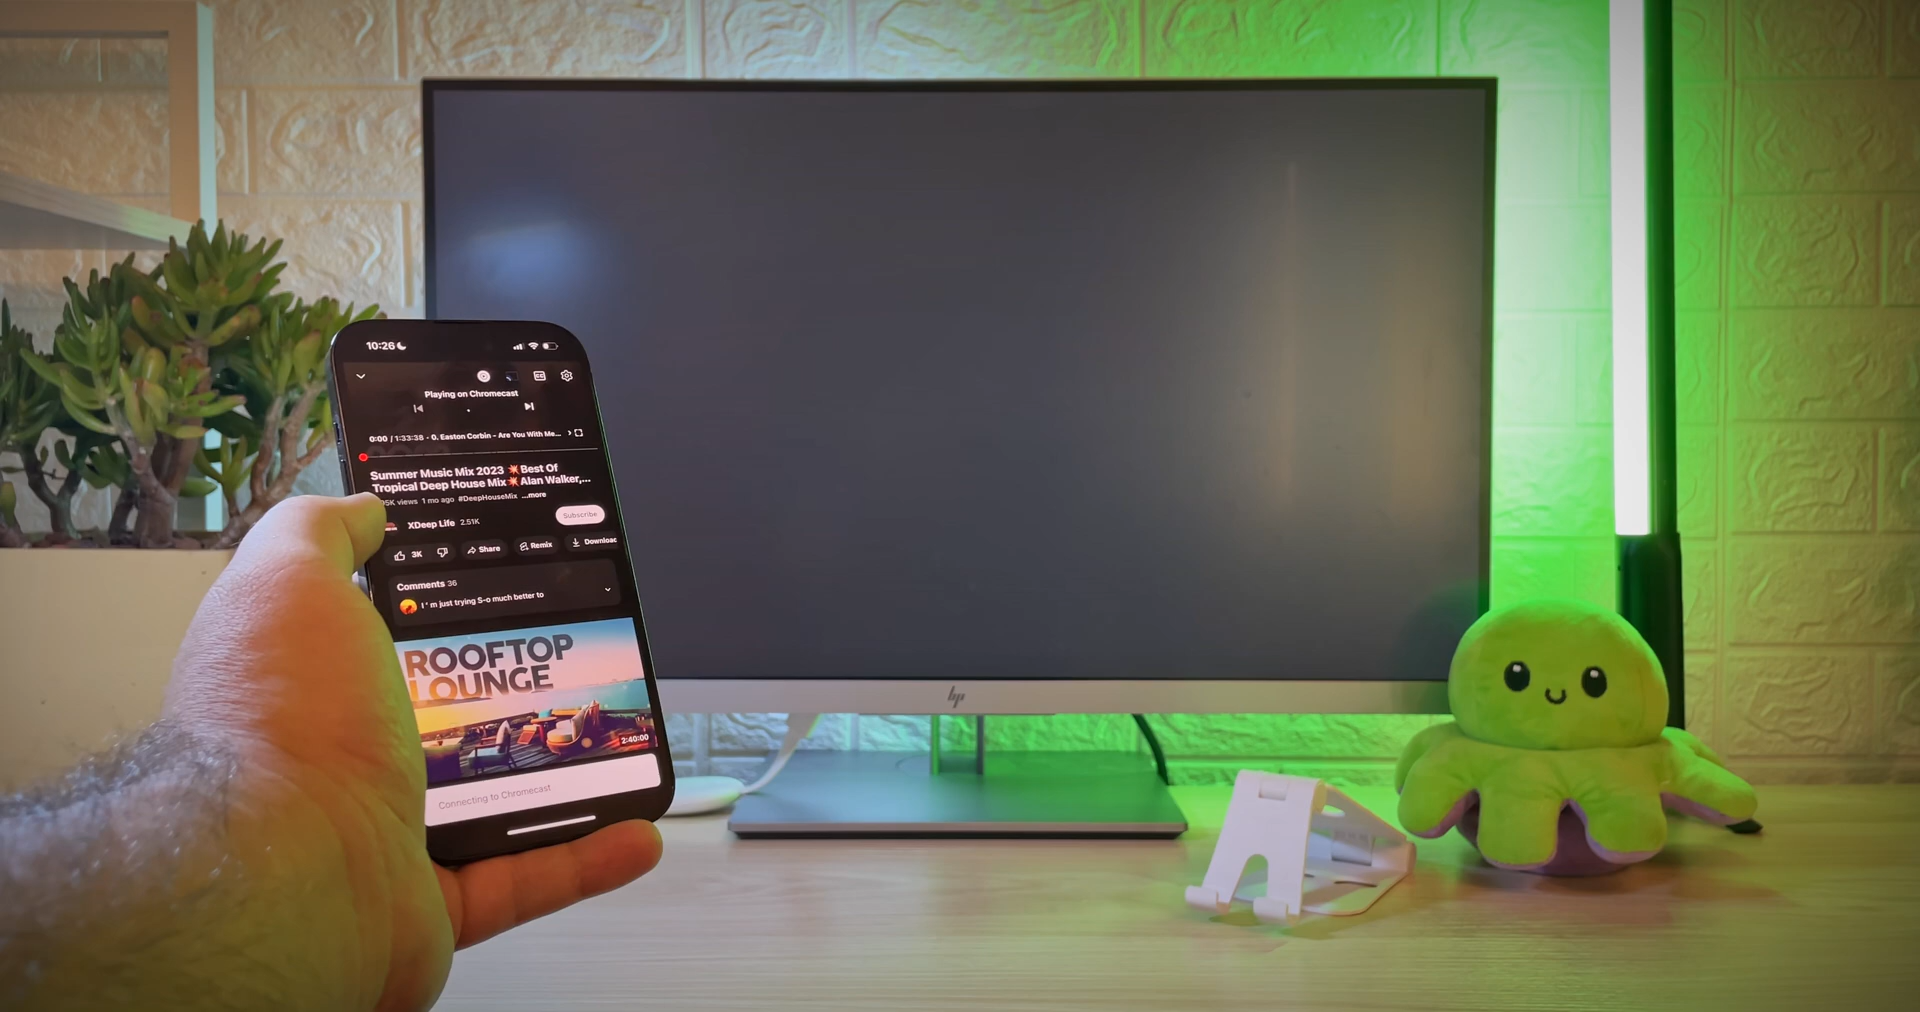 10:26
Playing on Chromecast
0:00 / 1:33:38 · 0. Easton Corbin – Are You With Me...
Summer Music Mix 2023 💥Best Of
Tropical Deep House Mix💥Alan Walker,...
views 1 mo ago #DeepHouseMix ...more
XDeep Life 2.51K
Subscribe
3K Share Remix Downloac
Comments 36
I ' m just trying S-o much better to
ROOFTOP
LOUNGE
2:40:00
Connecting to Chromecast
hp